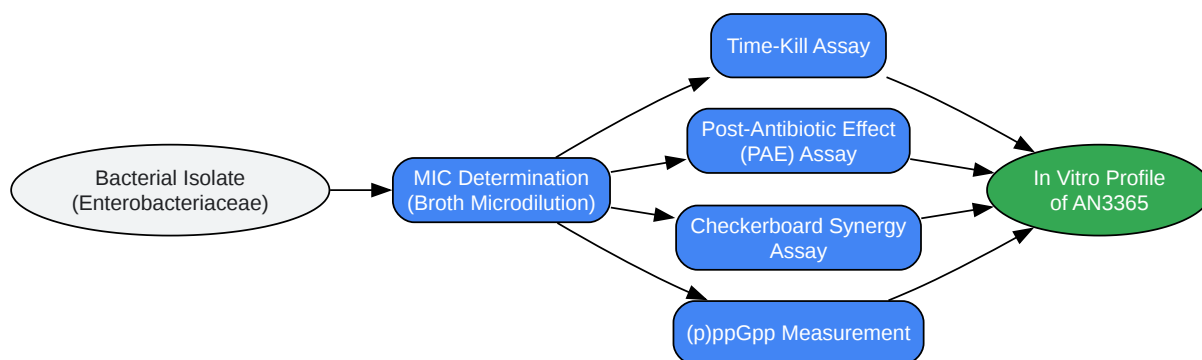 Bacterial Isolate
(Enterobacteriaceae)
MIC Determination
(Broth Microdilution)
Time-Kill Assay
Post-Antibiotic Effect
(PAE) Assay
Checkerboard Synergy
Assay
(p)ppGpp Measurement
In Vitro Profile
of AN3365